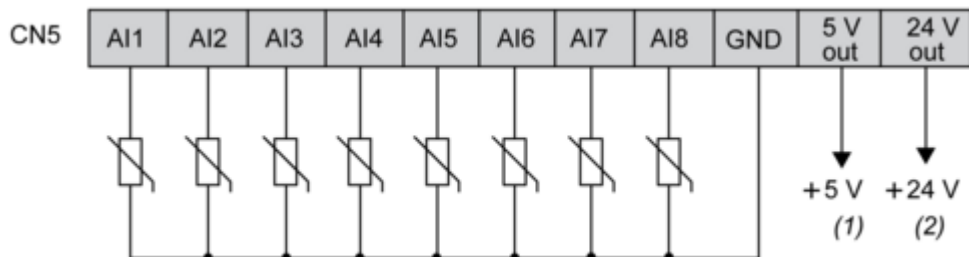 CN5 AI1 AI2 AI3 AI4 AI5 AI6 AI7 AI8 GND 5 V out 24 V out
+5 V +24 V
(1) (2)